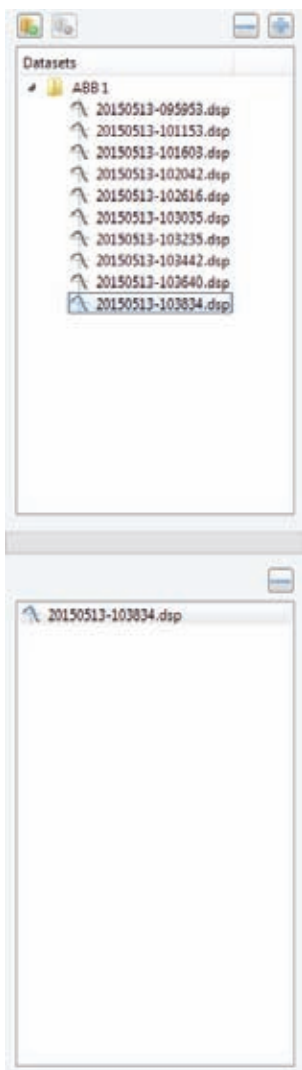 Datasets
ABB 1
20150513-095953.dsp
20150513-101153.dsp
20150513-101603.dsp
20150513-102042.dsp
20150513-102616.dsp
20150513-103035.dsp
20150513-103235.dsp
20150513-103442.dsp
20150513-103640.dsp
20150513-103834.dsp
20150513-103834.dsp